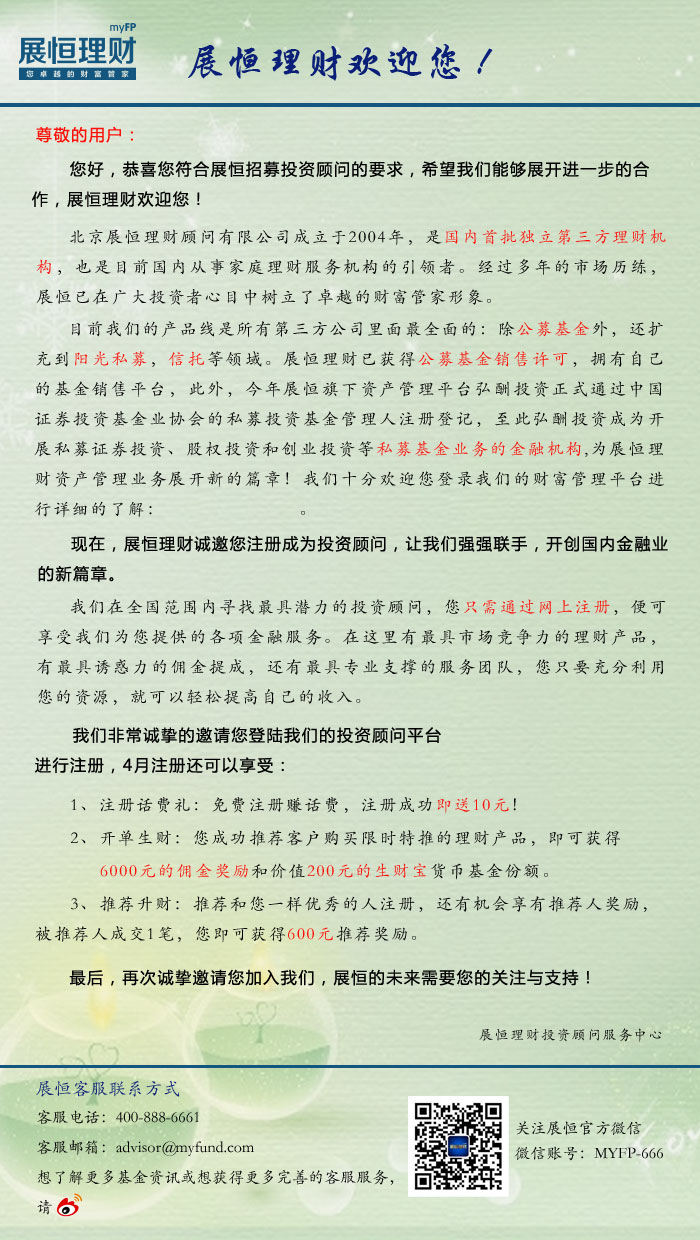 myFP
展恒理财
您卓越的财富管家
展恒理财欢迎您！
尊敬的用户：
您好，恭喜您符合展恒招募投资顾问的要求，希望我们能够展开进一步的合
作，展恒理财欢迎您！
北京展恒理财顾问有限公司成立于2004年，是国内首批独立第三方理财机
构，也是目前国内从事家庭理财服务机构的引领者。经过多年的市场历练，
展恒已在广大投资者心目中树立了卓越的财富管家形象。
目前我们的产品线是所有第三方公司里面最全面的：除公募基金外，还扩
充到阳光私募，信托等领域。展恒理财已获得公募基金销售许可，拥有自己
的基金销售平台，此外，今年展恒旗下资产管理平台弘酬投资正式通过中国
证券投资基金业协会的私募投资基金管理人注册登记，至此弘酬投资成为开
展私募证券投资、股权投资和创业投资等私募基金业务的金融机构,为展恒理
财资产管理业务展开新的篇章！我们十分欢迎您登录我们的财富管理平台进
行详细的了解：。
现在，展恒理财诚邀您注册成为投资顾问，让我们强强联手，开创国内金融业
的新篇章。
我们在全国范围内寻找最具潜力的投资顾问，您只需通过网上注册，便可
享受我们为您提供的各项金融服务。在这里有最具市场竞争力的理财产品，
有最具诱惑力的佣金提成，还有最具专业支撑的服务团队，您只要充分利用
您的资源，就可以轻松提高自己的收入。
我们非常诚挚的邀请您登陆我们的投资顾问平台
进行注册，4月注册还可以享受：
1、注册话费礼：免费注册赚话费，注册成功即送10元！
2、开单生财：您成功推荐客户购买限时特推的理财产品，即可获得
6000元的佣金奖励和价值200元的生财宝货币基金份额。
3、推荐升财：推荐和您一样优秀的人注册，还有机会享有推荐人奖励，
被推荐人成交1笔，您即可获得600元推荐奖励。
最后，再次诚挚邀请您加入我们，展恒的未来需要您的关注与支持！
展恒理财投资顾问服务中心
展恒客服联系方式
客服电话：400-888-6661
客服邮箱：advisor@myfund.com
想了解更多基金资讯或想获得更多完善的客服服务，
请
关注展恒官方微信
微信账号：MYFP-666